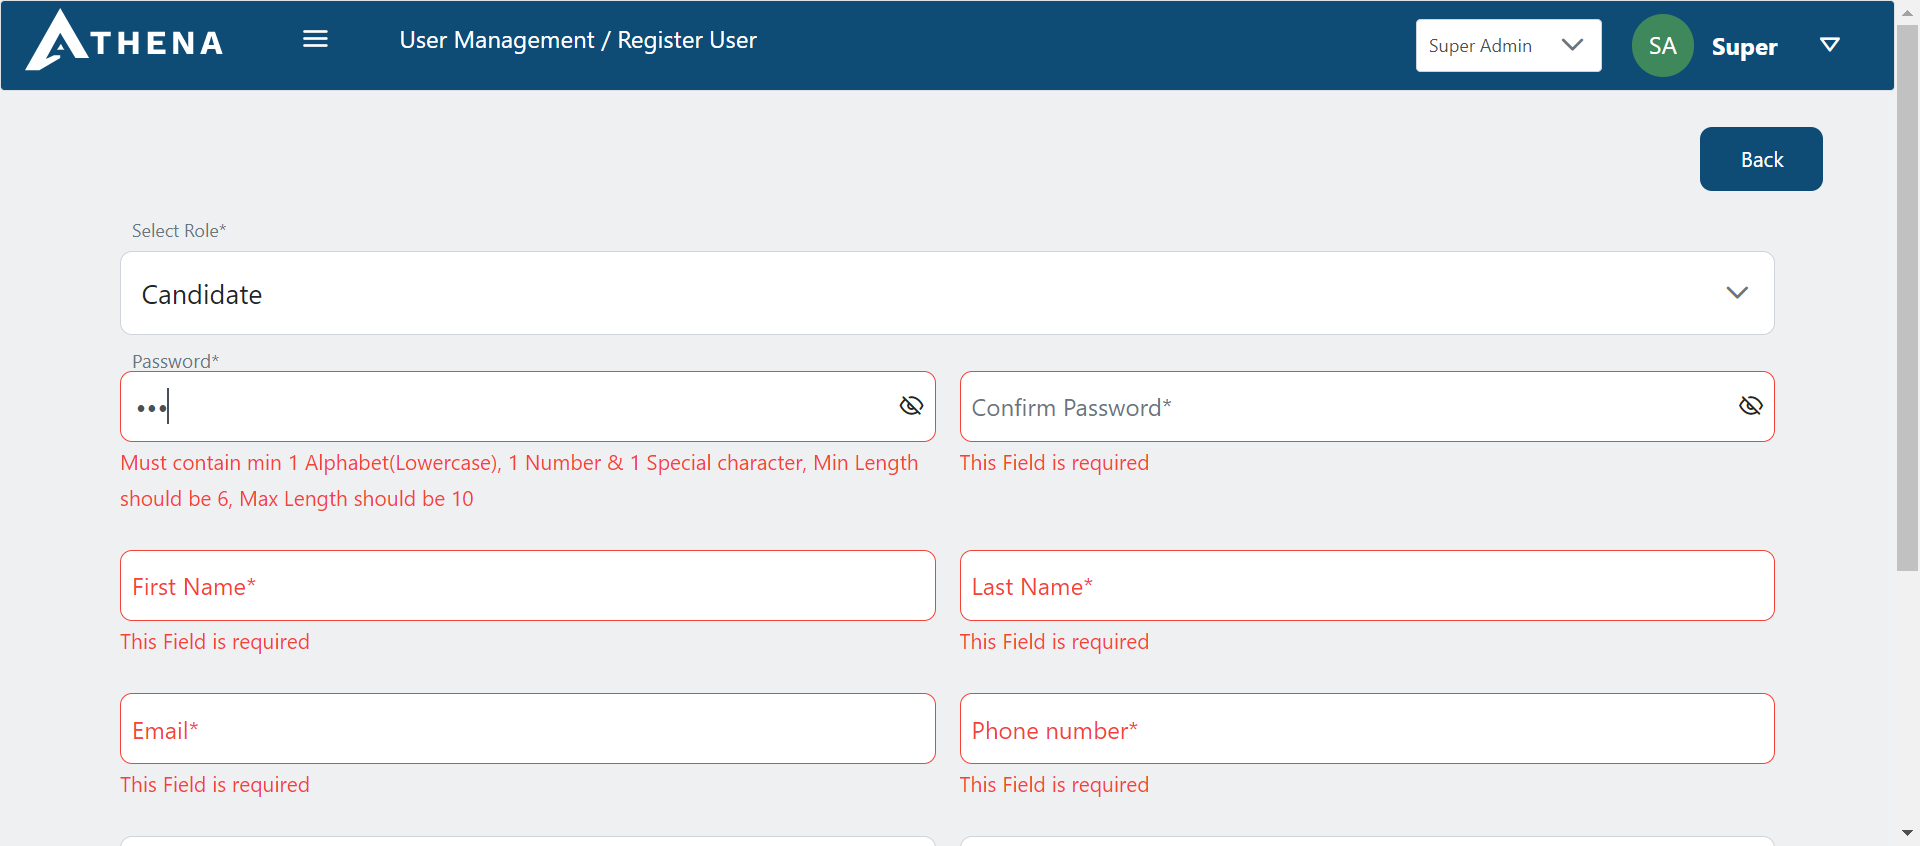 ATHENA
User Management / Register User
Super Admin
SA
Super
Back
Select Role*
Candidate
Password*
•••
Confirm Password*
Must contain min 1 Alphabet(Lowercase), 1 Number & 1 Special character, Min Length
should be 6, Max Length should be 10
This Field is required
First Name*
Last Name*
This Field is required
This Field is required
Email*
Phone number*
This Field is required
This Field is required